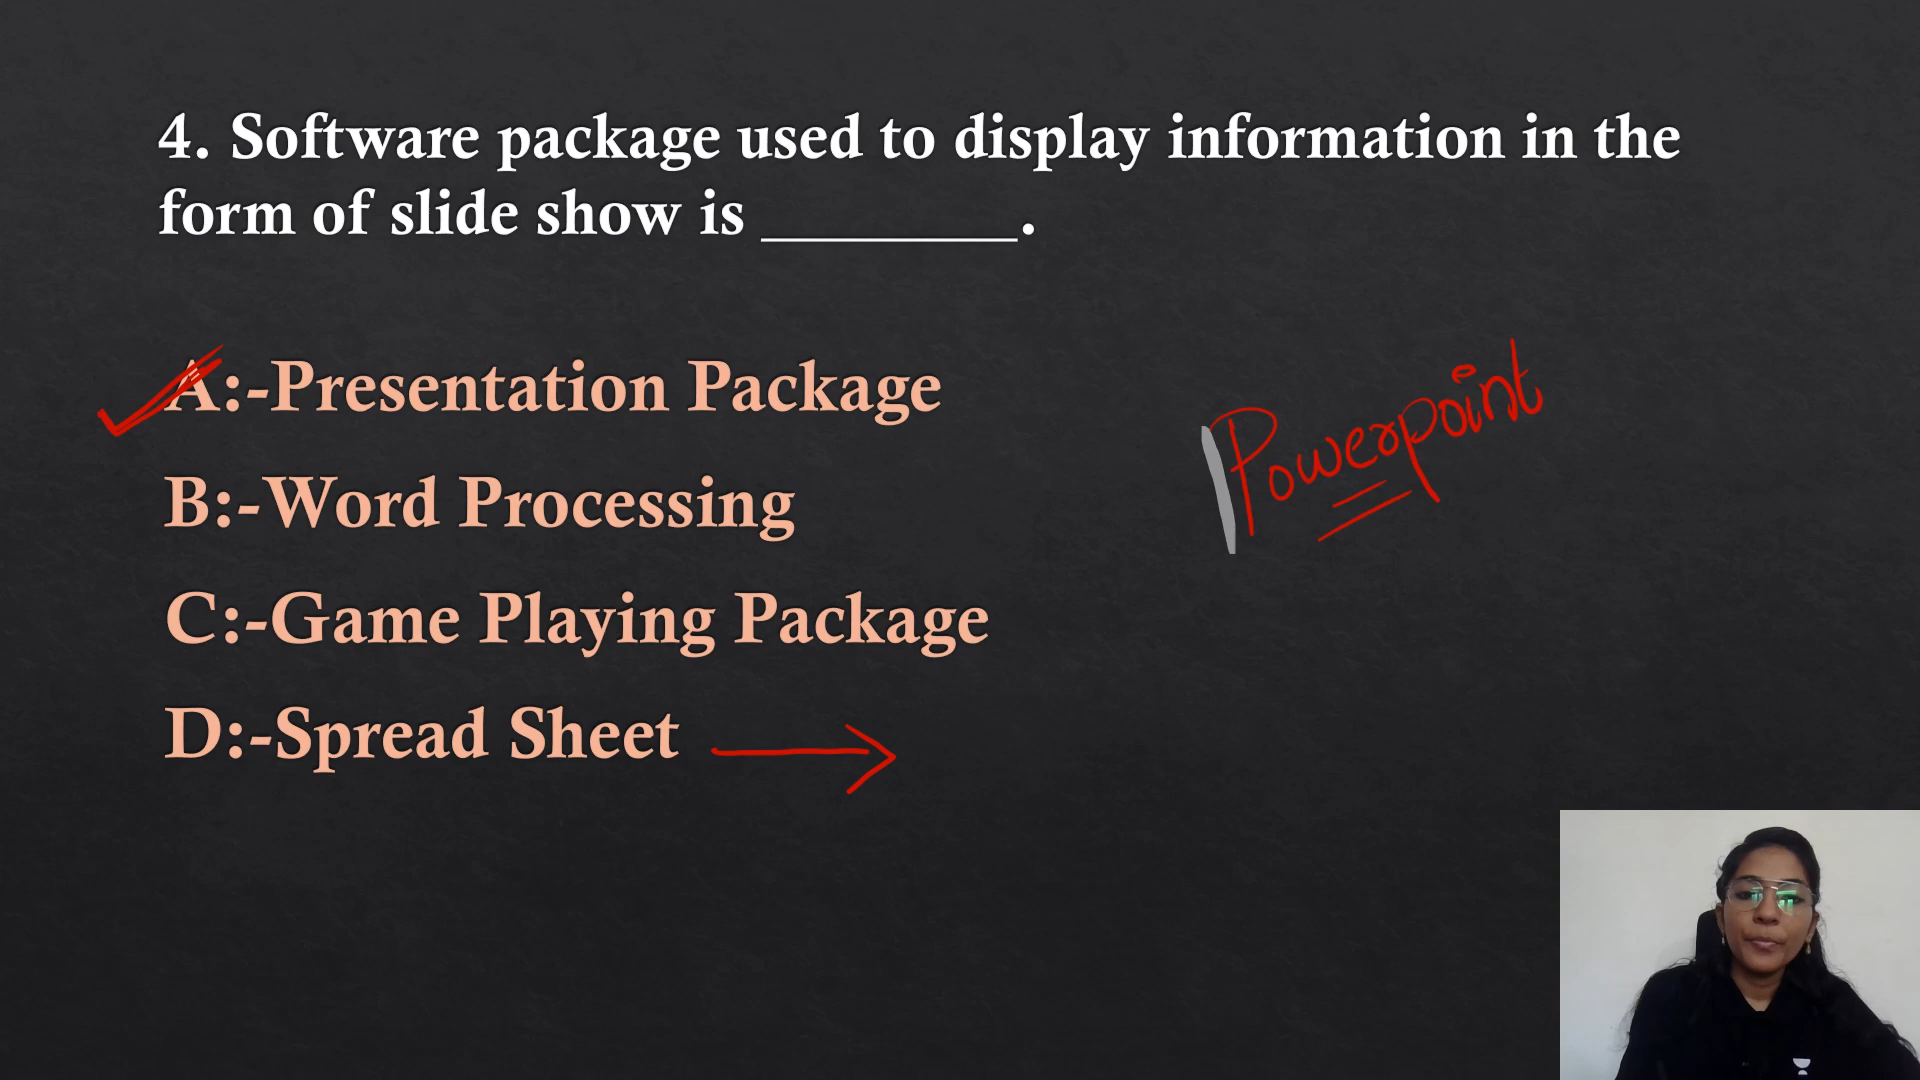 4. Software package used to display information in the
form of slide show is ________.
A:-Presentation Package
Powerpoint
B:-Word Processing
C:-Game Playing Package
D:-Spread Sheet